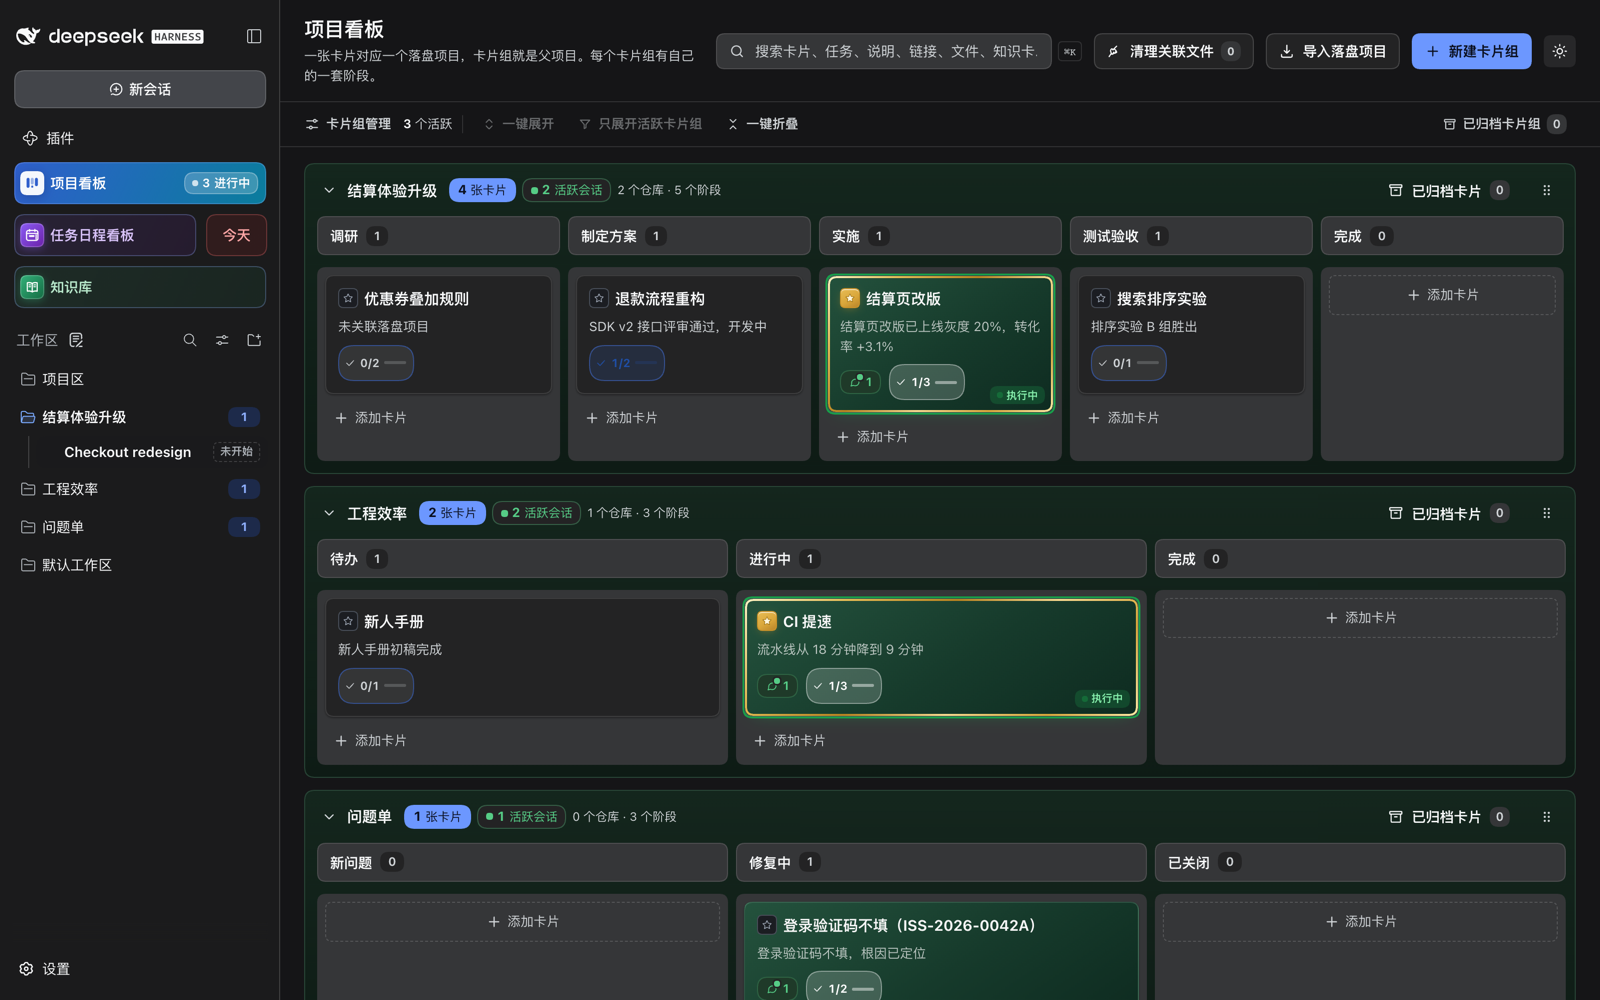 deepseek HARNESS
新会话
插件
项目看板
3 进行中
任务日程看板
今天
知识库
工作区
项目区
结算体验升级
1
Checkout redesign
未开始
工程效率
1
问题单
1
默认工作区
设置
项目看板
一张卡片对应一个落盘项目，卡片组就是父项目。每个卡片组有自己
的一套阶段。
搜索卡片、任务、说明、链接、文件、知识卡.
⌘K
清理关联文件 0
导入落盘项目
新建卡片组
卡片组管理
3 个活跃
一键展开
只展开活跃卡片组
一键折叠
已归档卡片组 0
结算体验升级
4 张卡片
2 活跃会话
2 个仓库 · 5 个阶段
已归档卡片 0
调研 1
制定方案 1
实施 1
测试验收 1
完成 0
优惠券叠加规则
未关联落盘项目
0/2
添加卡片
退款流程重构
SDK v2 接口评审通过，开发中
1/2
添加卡片
结算页改版
结算页改版已上线灰度 20%，转化
率 +3.1%
1
1/3
执行中
添加卡片
搜索排序实验
排序实验 B 组胜出
0/1
添加卡片
添加卡片
工程效率
2 张卡片
2 活跃会话
1 个仓库 · 3 个阶段
已归档卡片 0
待办 1
进行中 1
完成 0
新人手册
新人手册初稿完成
0/1
添加卡片
CI 提速
流水线从 18 分钟降到 9 分钟
1
1/3
执行中
添加卡片
添加卡片
问题单
1 张卡片
1 活跃会话
0 个仓库 · 3 个阶段
已归档卡片 0
新问题 0
修复中 1
已关闭 0
添加卡片
登录验证码不填（ISS-2026-0042A）
登录验证码不填，根因已定位
1
1/2
添加卡片